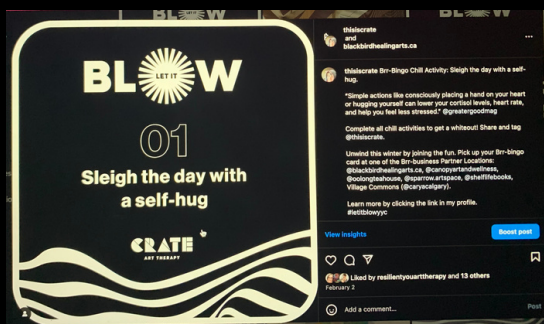 BLOW
LET IT
01
Sleigh the day with
a self-hug
CRATE
ART THERAPY
thisiscrate
and
blackbirdhealingarts.ca
thisiscrate Brr-Bingo Chill Activity: Sleigh the day with a self-
hug.
"Simple actions like consciously placing a hand on your heart
or hugging yourself can lower your cortisol levels, heart rate,
and help you feel less stressed." @greatergoodmag
Complete all chill activities to get a whiteout! Share and tag
@thisiscrate.
Unwind this winter by joining the fun. Pick up your Brr-bingo
card at one of the Brr-business Partner Locations:
@blackbirdhealingarts.ca, @canopyartandwellness,
@oolongteahouse, @sparrow.artspace, @shelflifebooks,
Village Commons (@caryacalgary).
Learn more by clicking the link in my profile.
#letitblowyyc
View insights
Boost post
Liked by resilientyouarttherapy and 13 others
February 2
Add a comment...
Post